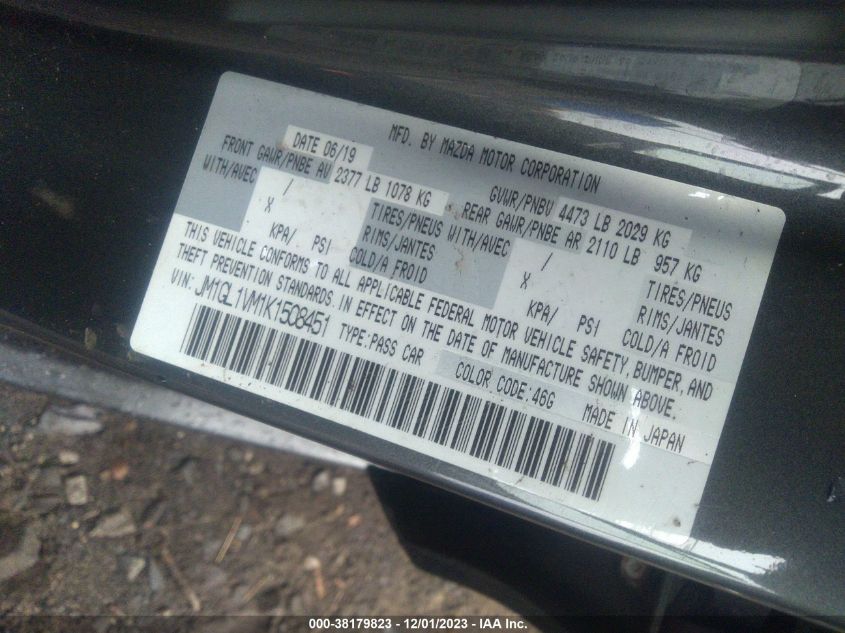 MFD. BY MAZDA MOTOR CORPORATION
DATE 06/19 GVWR/PNBV 4473 LB 2029 KG
FRONT GAWR/PNBE AV 2377 LB 1078 KG REAR GAWR/PNBE AR 2110 LB 957 KG
WITH/AVEC / TIRES/PNEUS WITH/AVEC / TIRES/PNEUS
X RIMS/JANTES X RIMS/JANTES
KPA/ PSI COLD/A FROID KPA/ PSI COLD/A FROID
THIS VEHICLE CONFORMS TO ALL APPLICABLE FEDERAL MOTOR VEHICLE SAFETY, BUMPER, AND
THEFT PREVENTION STANDARDS IN EFFECT ON THE DATE OF MANUFACTURE SHOWN ABOVE.
VIN: JM1GL1VM1K1508451 TYPE:PASS CAR COLOR CODE:46G MADE IN JAPAN
000-38179823 - 12/01/2023 - IAA Inc.